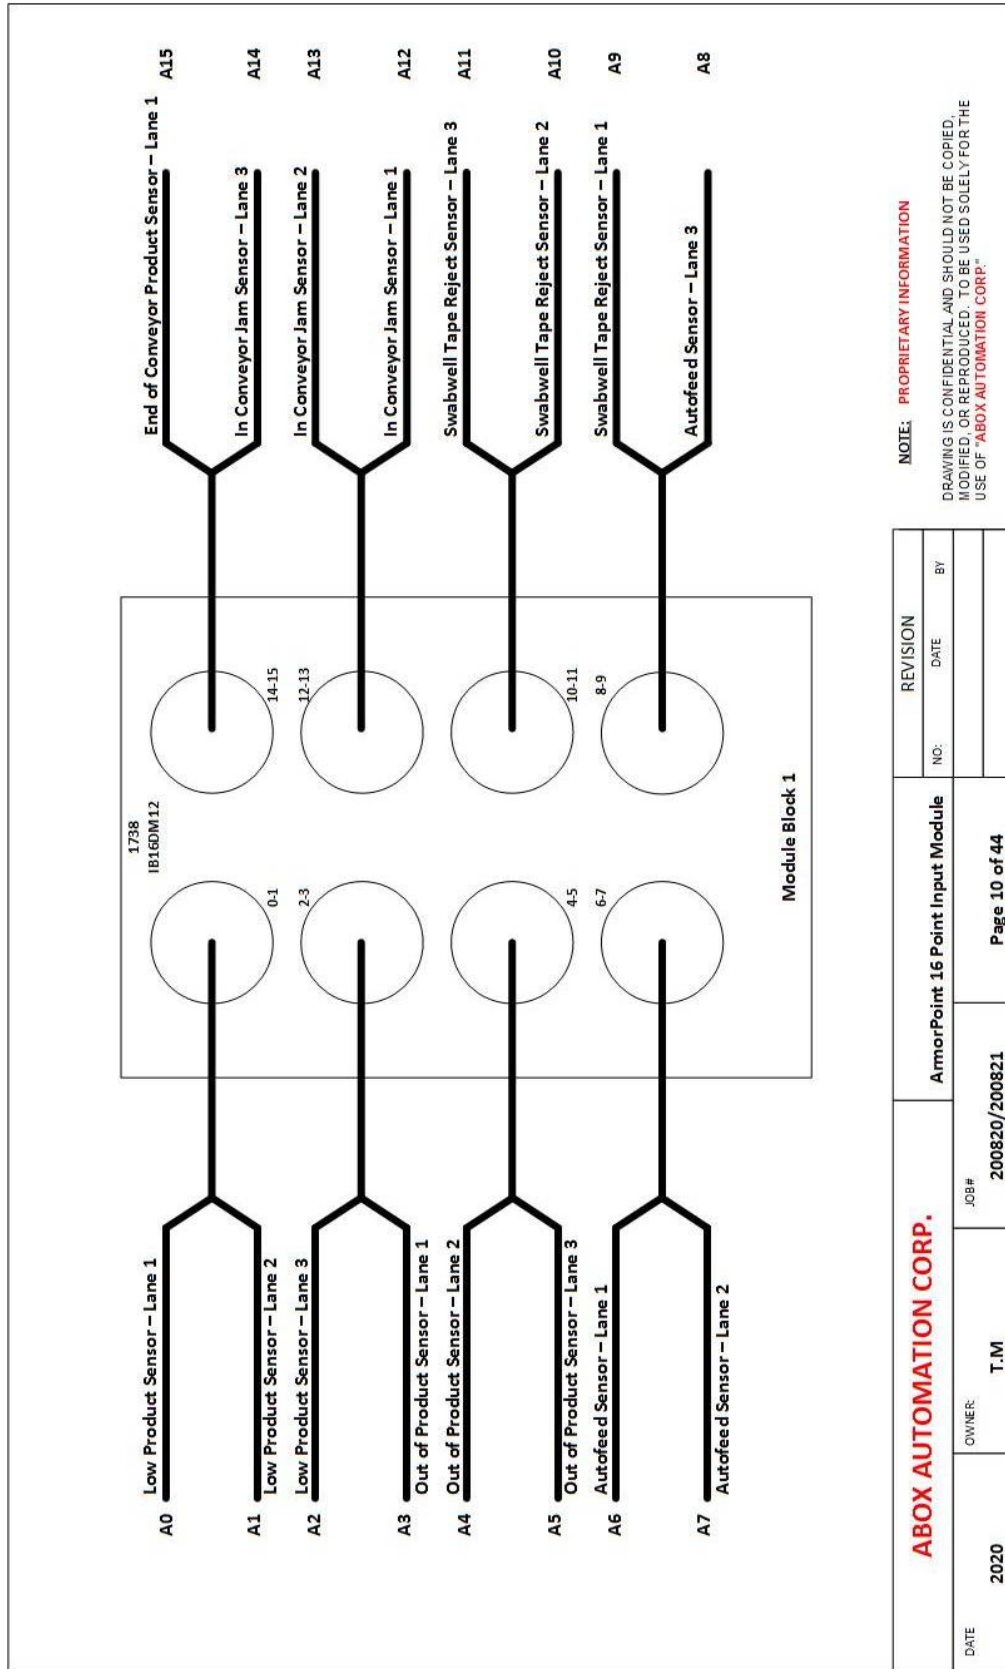 1738
IB16DM12
A0
Low Product Sensor – Lane 1
0-1
14-15
End of Conveyor Product Sensor – Lane 1
A15
A1
Low Product Sensor – Lane 2
In Conveyor Jam Sensor – Lane 3
A14
A2
Low Product Sensor – Lane 3
2-3
12-13
In Conveyor Jam Sensor – Lane 2
A13
A3
Out of Product Sensor – Lane 1
In Conveyor Jam Sensor – Lane 1
A12
A4
Out of Product Sensor – Lane 2
Swabwell Tape Reject Sensor – Lane 3
A11
A5
Out of Product Sensor – Lane 3
4-5
10-11
Swabwell Tape Reject Sensor – Lane 2
A10
A6
Autofeed Sensor – Lane 1
6-7
8-9
Swabwell Tape Reject Sensor – Lane 1
A9
A7
Autofeed Sensor – Lane 2
Autofeed Sensor – Lane 3
A8
Module Block 1
ABOX AUTOMATION CORP.
ArmorPoint 16 Point Input Module
REVISION
NO:
DATE
BY
DATE
2020
OWNER:
T.M
JOB#
200820/200821
Page 10 of 44
NOTE: PROPRIETARY INFORMATION
DRAWING IS CONFIDENTIAL AND SHOULD NOT BE COPIED,
MODIFIED, OR REPRODUCED. TO BE USED SOLELY FOR THE
USE OF "ABOX AUTOMATION CORP."